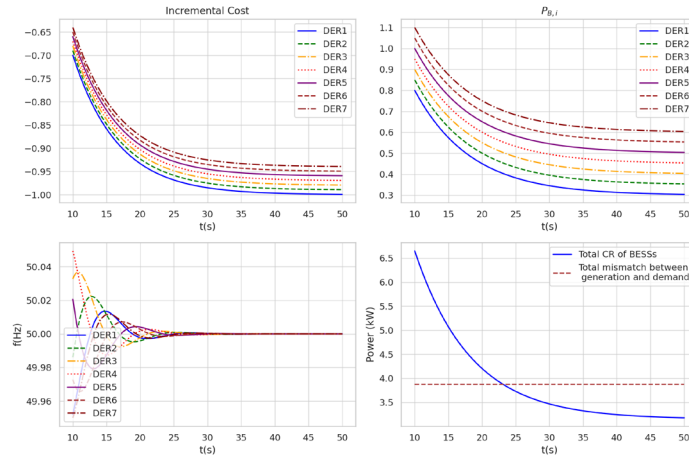 Incremental Cost
−0.65
−0.70
−0.75
−0.80
−0.85
−0.90
−0.95
−1.00
10 15 20 25 30 35 40 45 50
t(s)
DER1
DER2
DER3
DER4
DER5
DER6
DER7
P_{B,i}
1.1
1.0
0.9
0.8
0.7
0.6
0.5
0.4
0.3
10 15 20 25 30 35 40 45 50
t(s)
DER1
DER2
DER3
DER4
DER5
DER6
DER7
f(Hz)
50.04
50.02
50.00
49.98
49.96
10 15 20 25 30 35 40 45 50
t(s)
DER1
DER2
DER3
DER4
DER5
DER6
DER7
Power (kW)
6.5
6.0
5.5
5.0
4.5
4.0
3.5
10 15 20 25 30 35 40 45 50
t(s)
Total CR of BESSs
Total mismatch between
generation and demand